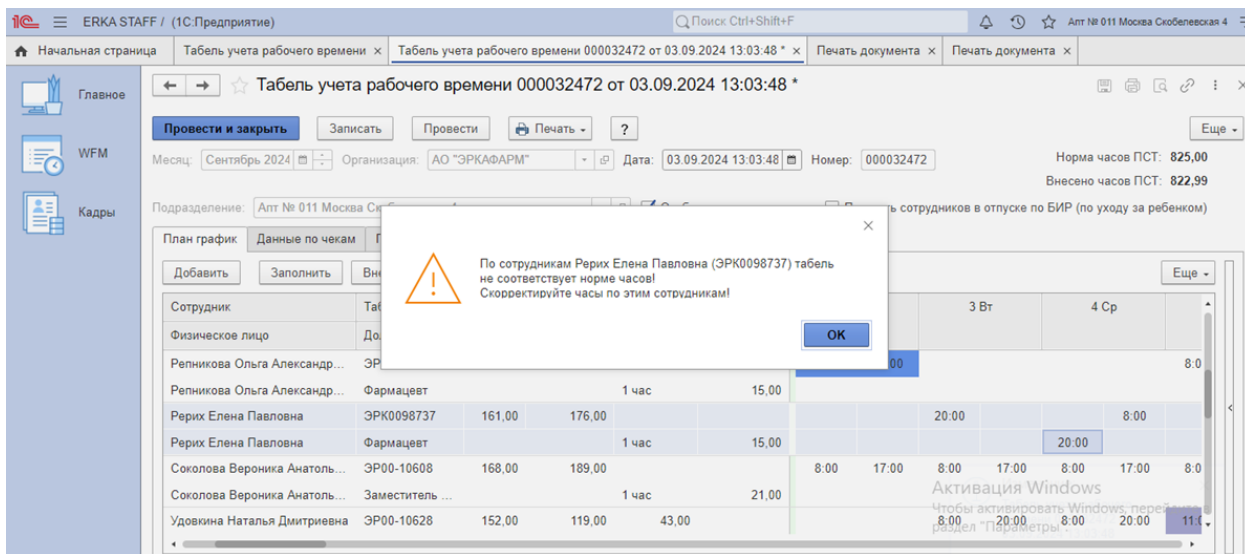 1С ERKA STAFF / (1С:Предприятие) Поиск Ctrl+Shift+F Апт № 011 Москва Скобелевская 4
Начальная страница Табель учета рабочего времени × Табель учета рабочего времени 000032472 от 03.09.2024 13:03:48 * × Печать документа × Печать документа ×
Главное
WFM
Кадры
Табель учета рабочего времени 000032472 от 03.09.2024 13:03:48 *
Провести и закрыть Записать Провести Печать ? Еще
Месяц: Сентябрь 2024 Организация: АО "ЭРКАФАРМ" Дата: 03.09.2024 13:03:48 Номер: 000032472 Норма часов ПСТ: 825,00
Внесено часов ПСТ: 822,99
Подразделение: Апт № 011 Москва сотрудников в отпуске по БИР (по уходу за ребенком)
План график Данные по чекам
По сотрудникам Рерих Елена Павловна (ЭРК0098737) табель
не соответствует норме часов!
Скорректируйте часы по этим сотрудникам!
OK
Добавить Заполнить Еще
Сотрудник 3 Вт 4 Ср
Физическое лицо
Репникова Ольга Александр... 8:0
Репникова Ольга Александр... Фармацевт 1 час 15,00
Рерих Елена Павловна ЭРК0098737 161,00 176,00 20:00 8:00
Рерих Елена Павловна Фармацевт 1 час 15,00 20:00
Соколова Вероника Анатоль... ЭР00-10608 168,00 189,00 8:00 17:00 8:00 17:00 8:00 17:00 8:0
Соколова Вероника Анатоль... Заместитель ... 1 час 21,00
Удовкина Наталья Дмитриевна ЭР00-10628 152,00 119,00 43,00 8:00 20:00 8:00 20:00
Активация Windows
Чтобы активировать Windows,
раздел "Параметры".